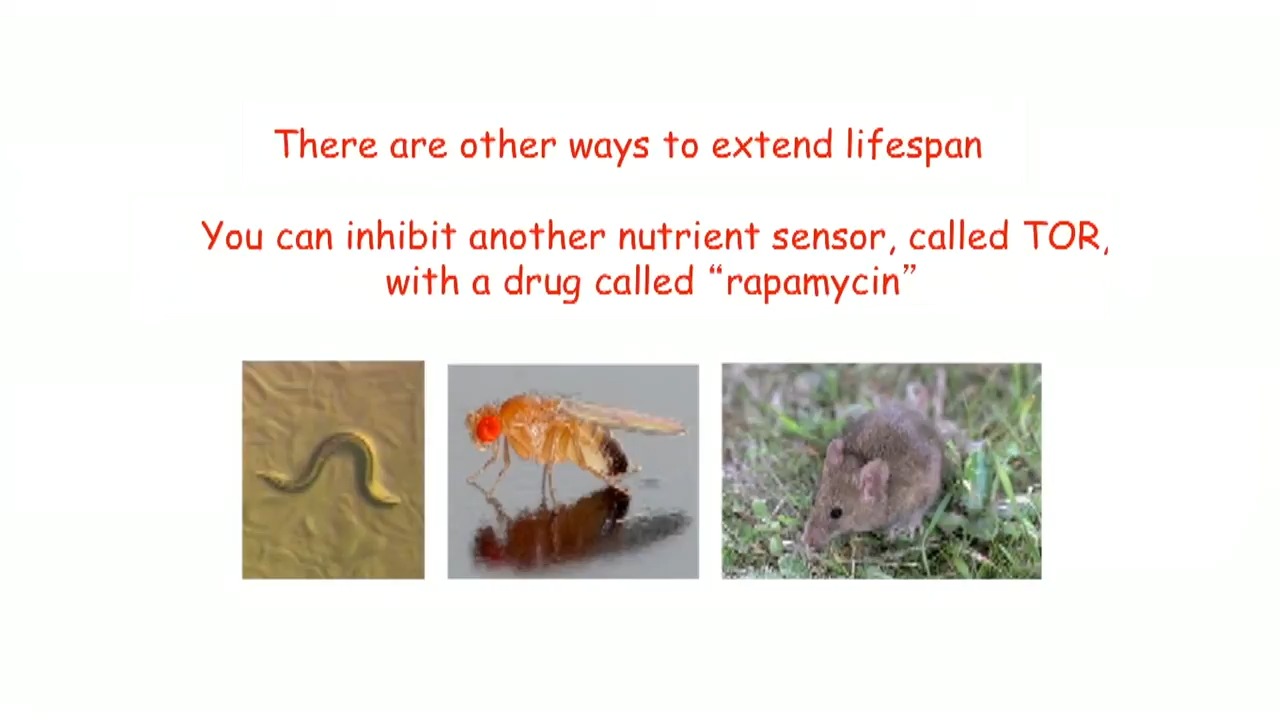 There are other ways to extend lifespan
You can inhibit another nutrient sensor, called TOR,
with a drug called “rapamycin”